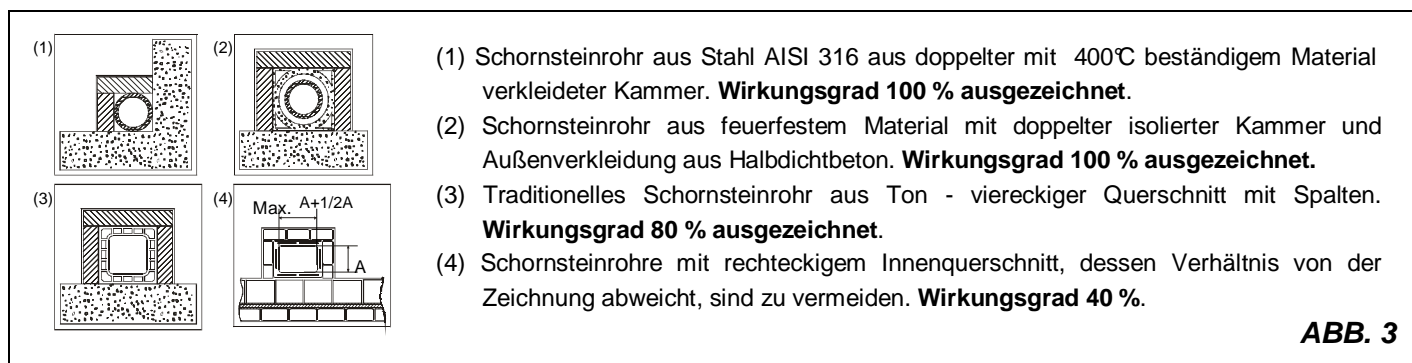 (1)
(2)
(3)
(4)
Max. A+1/2A
A
(1) Schornsteinrohr aus Stahl AISI 316 aus doppelter mit 400°C beständigem Material
verkleideter Kammer. Wirkungsgrad 100 % ausgezeichnet.
(2) Schornsteinrohr aus feuerfestem Material mit doppelter isolierter Kammer und
Außenverkleidung aus Halbdichtbeton. Wirkungsgrad 100 % ausgezeichnet.
(3) Traditionelles Schornsteinrohr aus Ton - viereckiger Querschnitt mit Spalten.
Wirkungsgrad 80 % ausgezeichnet.
(4) Schornsteinrohre mit rechteckigem Innenquerschnitt, dessen Verhältnis von der
Zeichnung abweicht, sind zu vermeiden. Wirkungsgrad 40 %.
ABB. 3